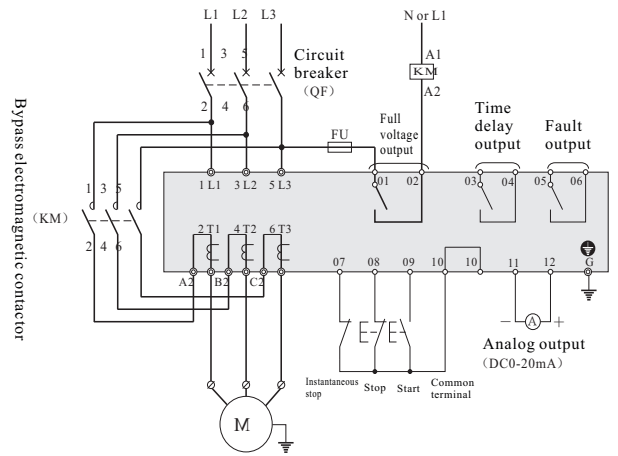 L1 L2 L3
N or L1
1 3 5
Circuit
breaker
(QF)
2 4 6
A1
KM
A2
Bypass electromagnetic contactor
FU
Full
voltage
output
Time
delay
output
Fault
output
1 3 5
(KM)
2 4 6
1 L1 3 L2 5 L3
01 02 03 04 05 06
2 T1 4 T2 6 T3
A2 B2 C2
07 08 09 10 10 11 12 G
− A +
Analog output
(DC0-20mA)
Instantaneous
stop
Stop
Start
Common
terminal
M